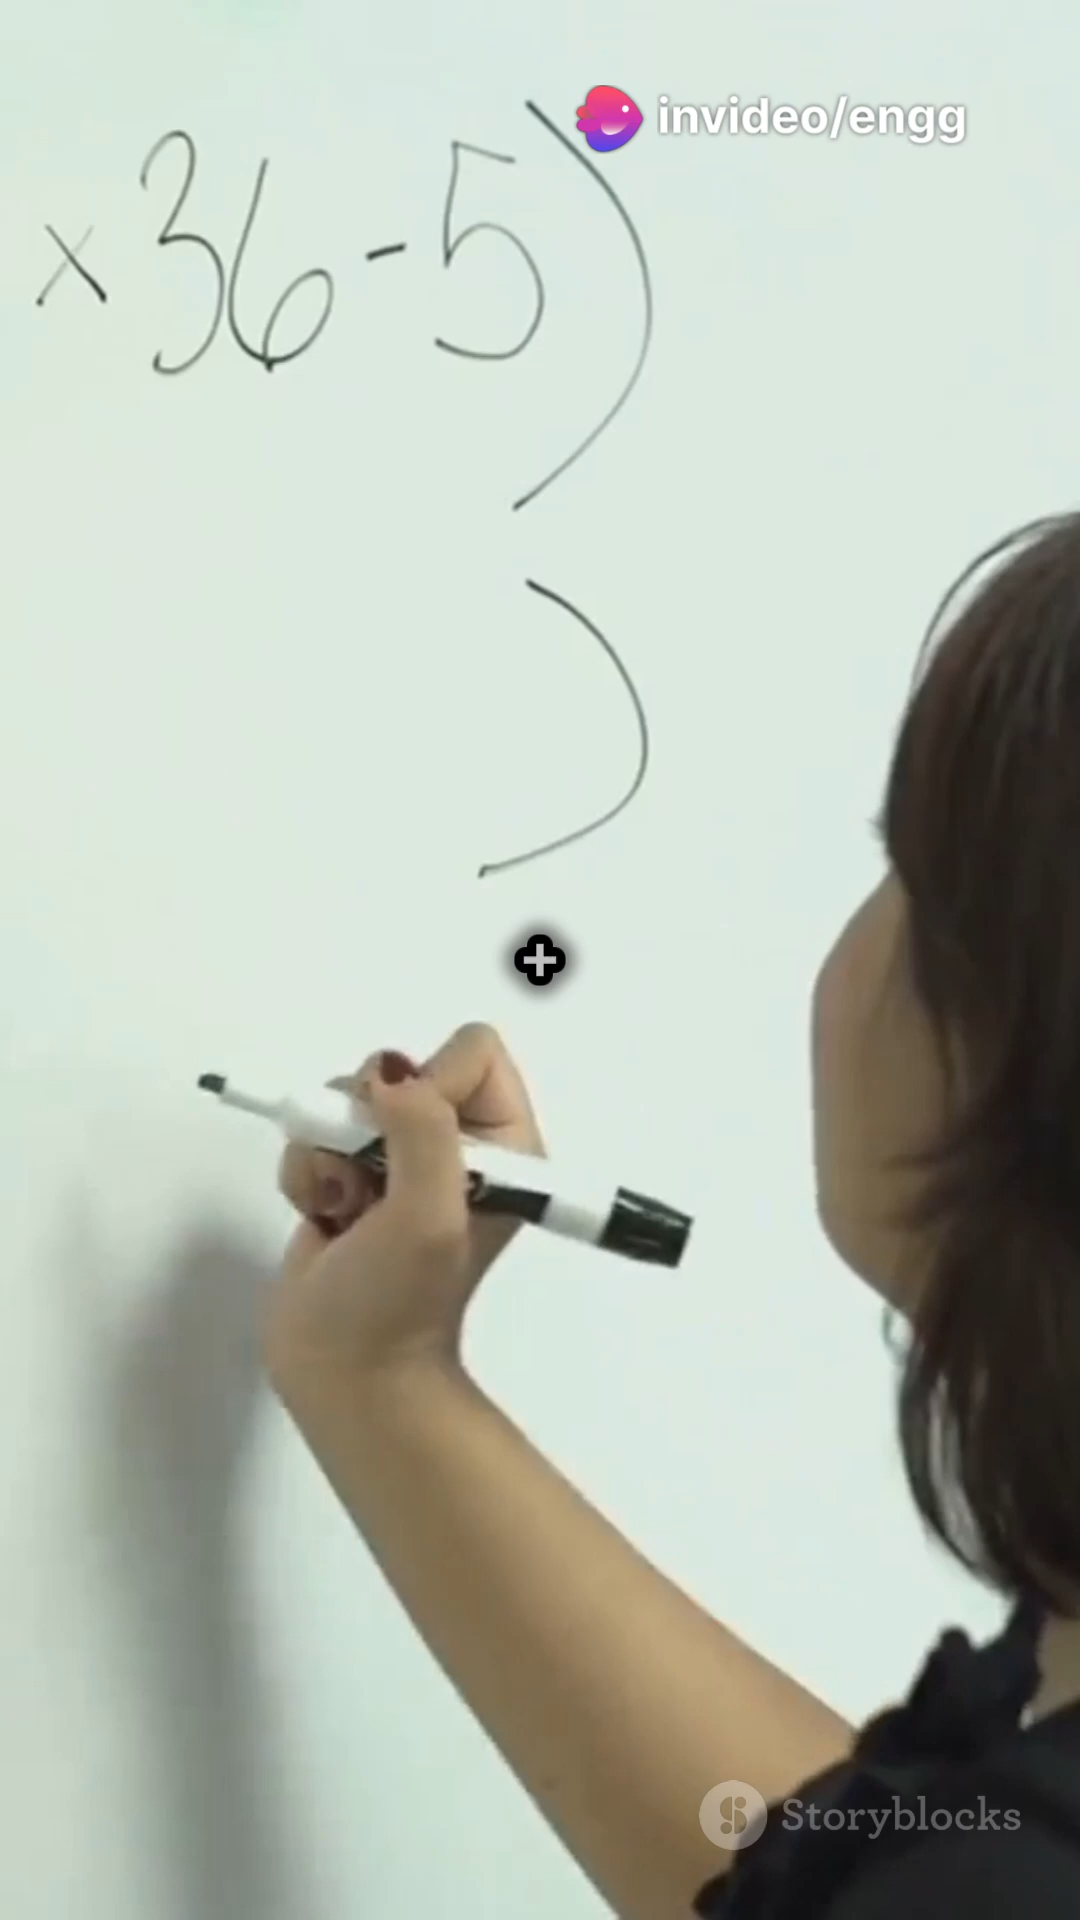 invideo/engg
×36-5)
)
+
Storyblocks